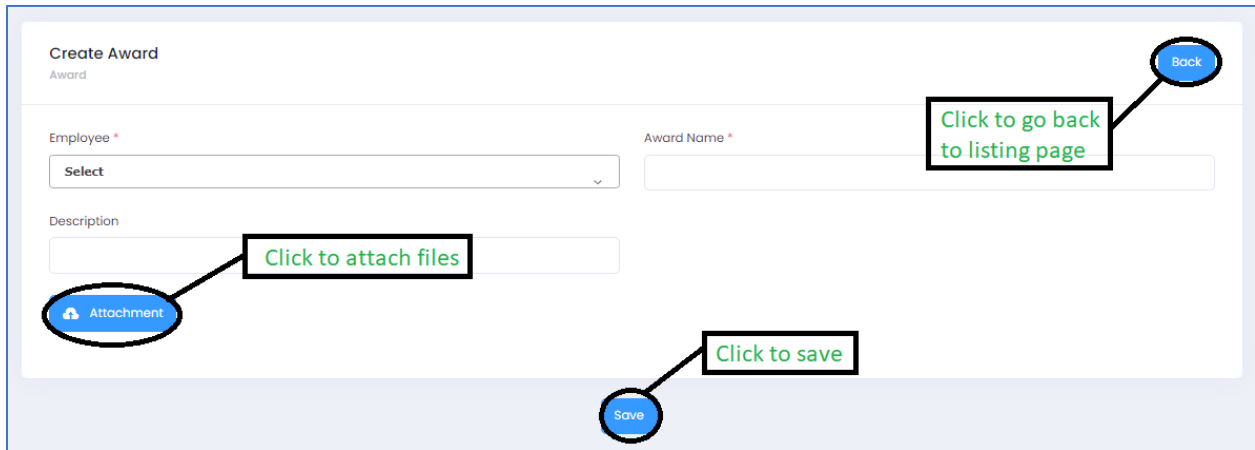 Create Award
Award
Back
Click to go back
to listing page
Employee *
Award Name *
Select
Description
Click to attach files
Attachment
Click to save
Save